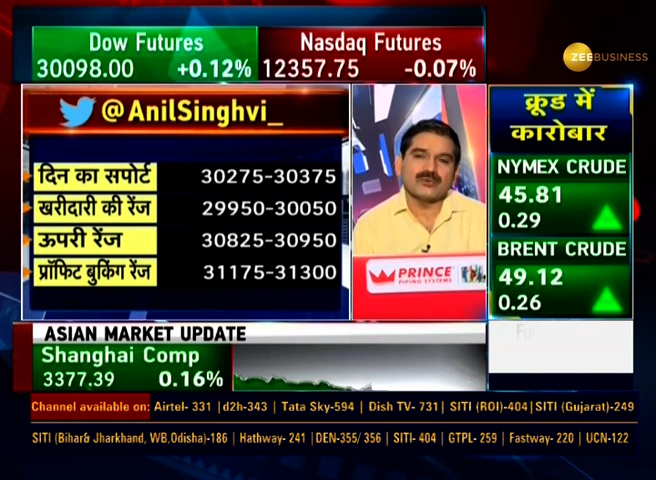 Dow Futures
30098.00 +0.12%
Nasdaq Futures
12357.75 -0.07%
ZEEBUSINESS
@AnilSinghvi_
दिन का सपोर्ट 30275-30375
खरीदारी की रेंज 29950-30050
ऊपरी रेंज 30825-30950
प्रॉफिट बुकिंग रेंज 31175-31300
PRINCE
PIPING SYSTEMS
क्रूड में
कारोबार
NYMEX CRUDE
45.81
0.29
BRENT CRUDE
49.12
0.26
ASIAN MARKET UPDATE
Shanghai Comp
3377.39 0.16%
Channel available on: Airtel- 331 |d2h-343 | Tata Sky-594 | Dish TV- 731| SITI (ROI)-404|SITI (Gujarat)-249
SITI (Bihar& Jharkhand, WB,Odisha)-186 | Hathway- 241 |DEN-355/ 356 | SITI- 404 | GTPL- 259 | Fastway- 220 | UCN-122